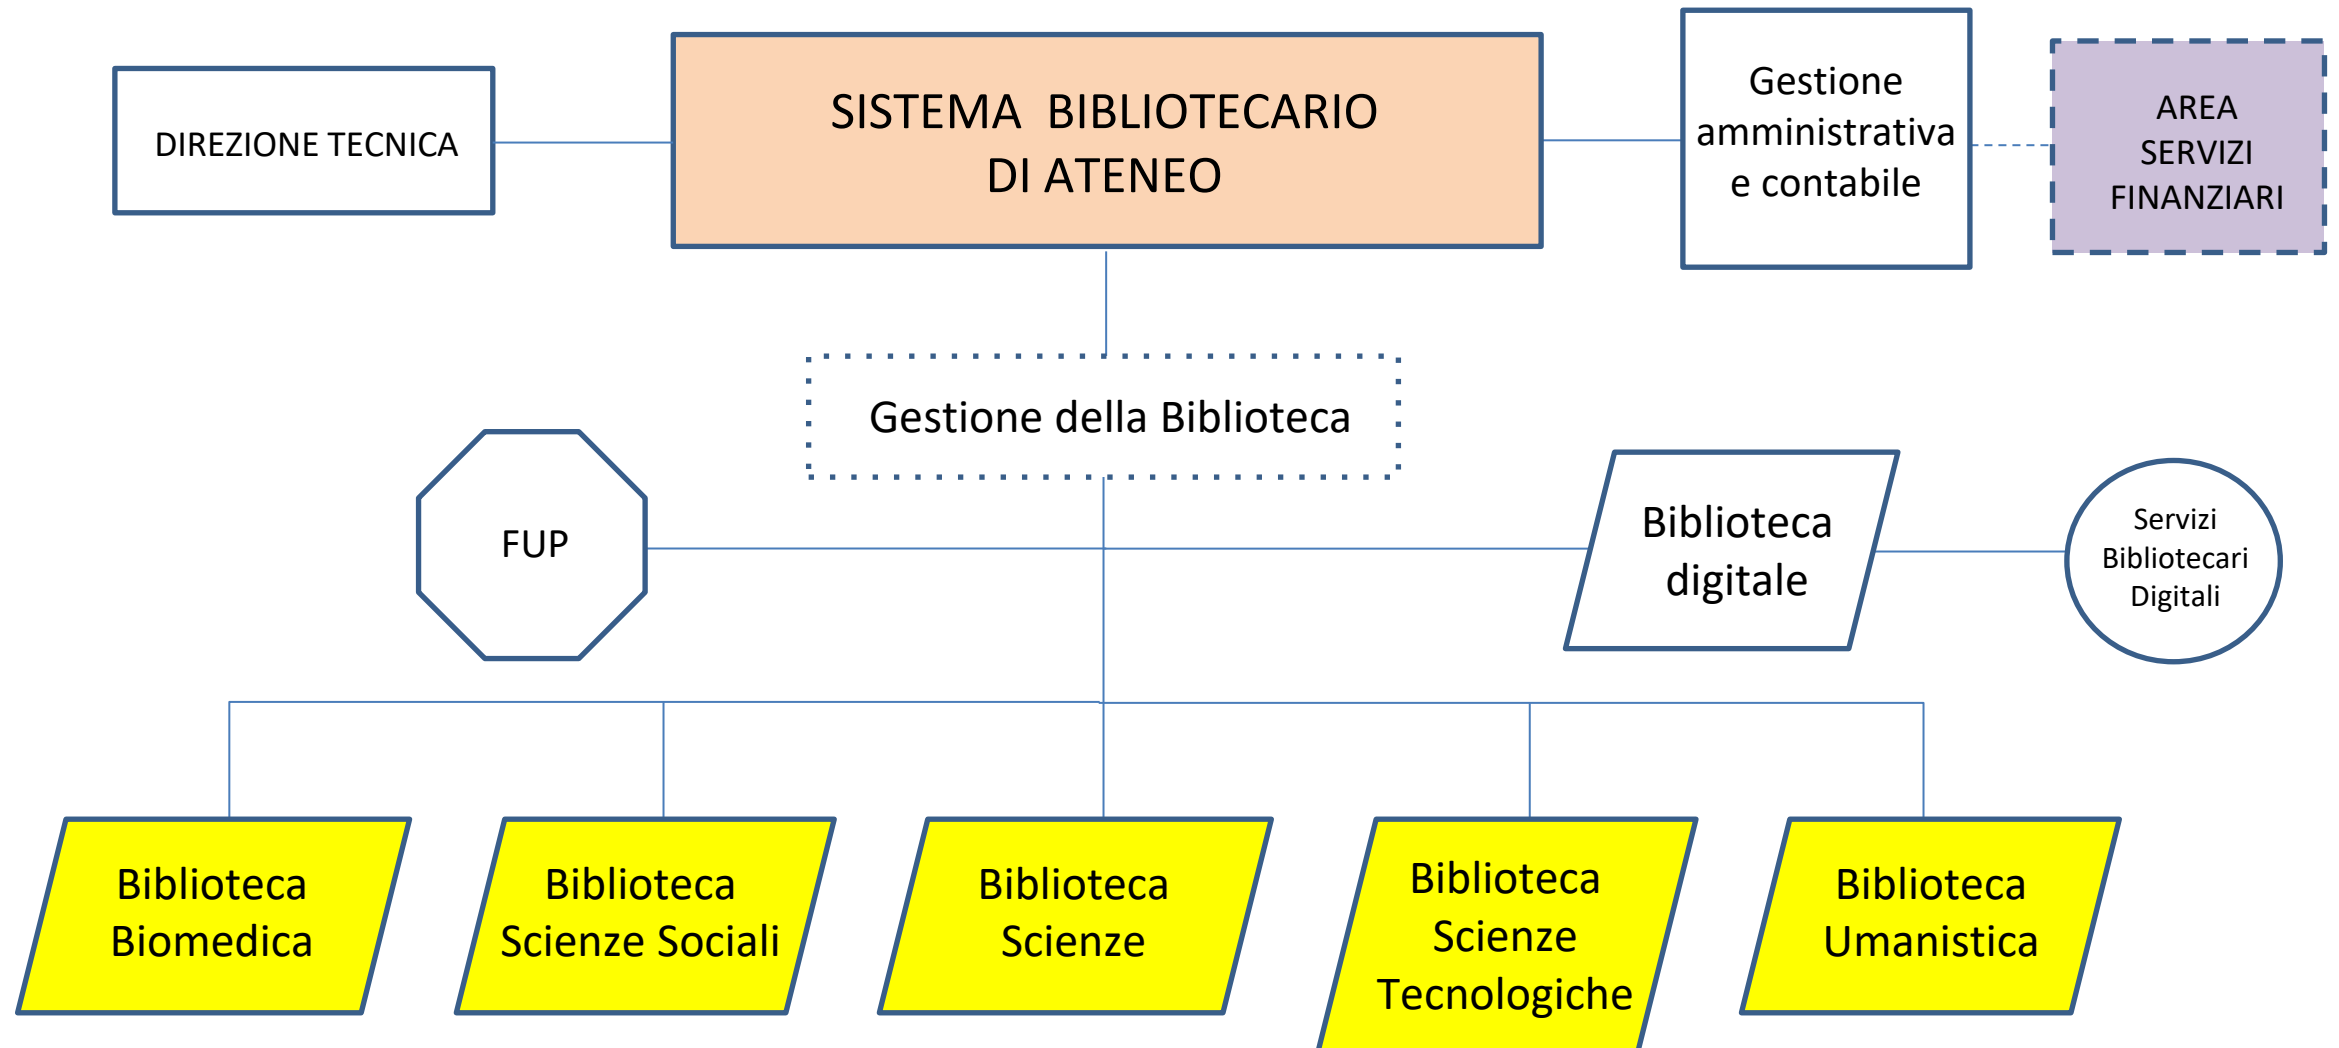 DIREZIONE TECNICA
SISTEMA BIBLIOTECARIO
DI ATENEO
Gestione
amministrativa
e contabile
AREA
SERVIZI
FINANZIARI
Gestione della Biblioteca
FUP
Biblioteca
digitale
Servizi
Bibliotecari
Digitali
Biblioteca
Biomedica
Biblioteca
Scienze Sociali
Biblioteca
Scienze
Biblioteca
Scienze
Tecnologiche
Biblioteca
Umanistica